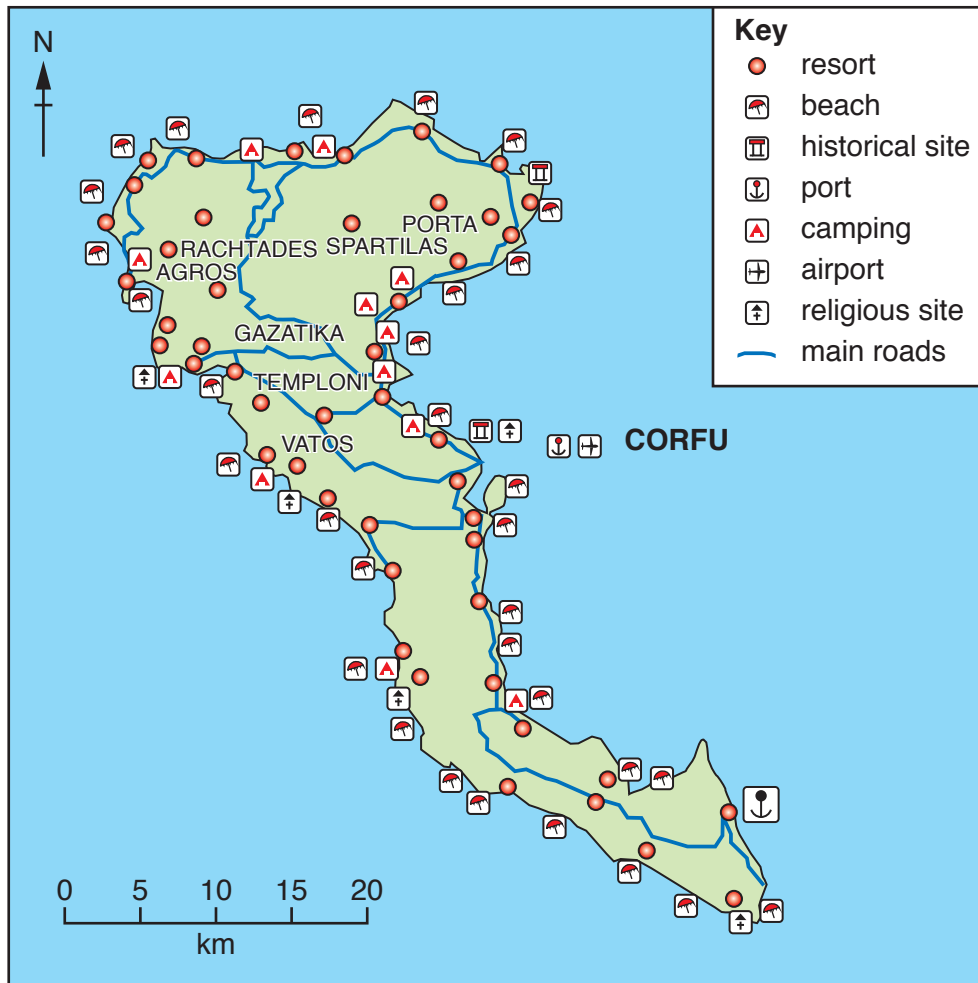 N
Key
resort
beach
historical site
port
camping
airport
religious site
main roads
PORTA
RACHTADES
SPARTILAS
AGROS
GAZATIKA
TEMPLONI
VATOS
CORFU
0 5 10 15 20
km